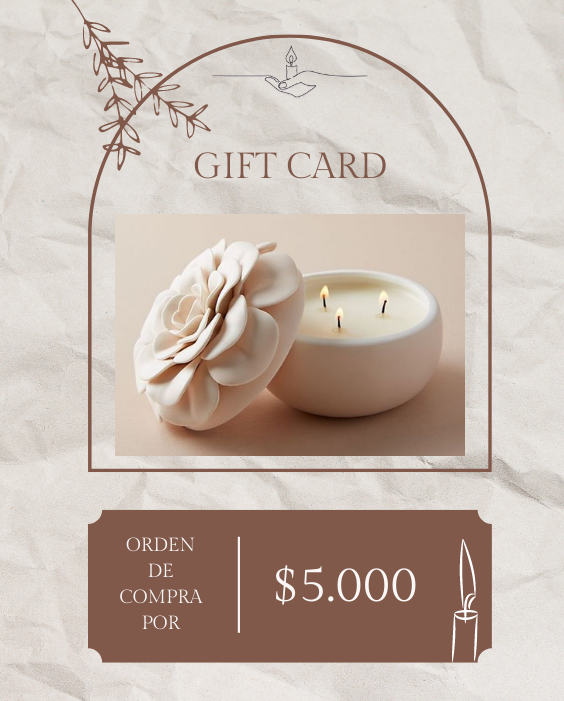 GIFT CARD
ORDEN
DE
COMPRA
POR
$5.000